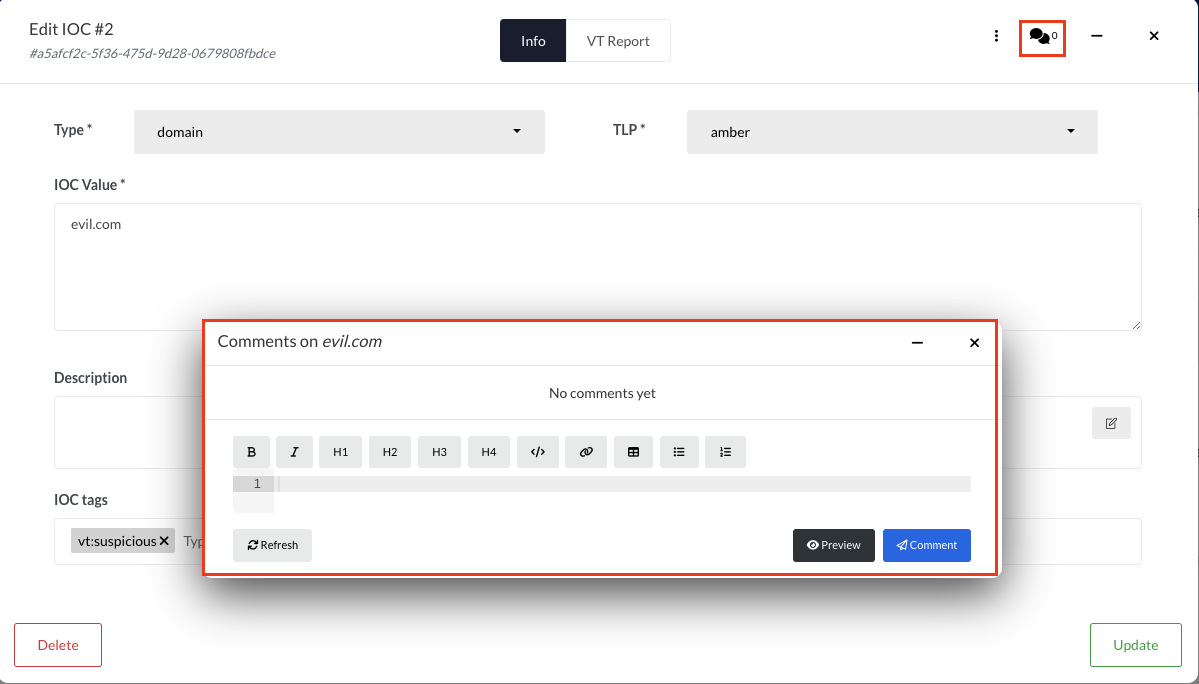 Edit IOC #2
#a5afcf2c-5f36-475d-9d28-0679808fbdce
Info
VT Report
0
Type *
domain
TLP *
amber
IOC Value *
evil.com
Comments on evil.com
No comments yet
Description
B I H1 H2 H3 H4
1
IOC tags
vt:suspicious
Typ
Refresh
Preview
Comment
Delete
Update